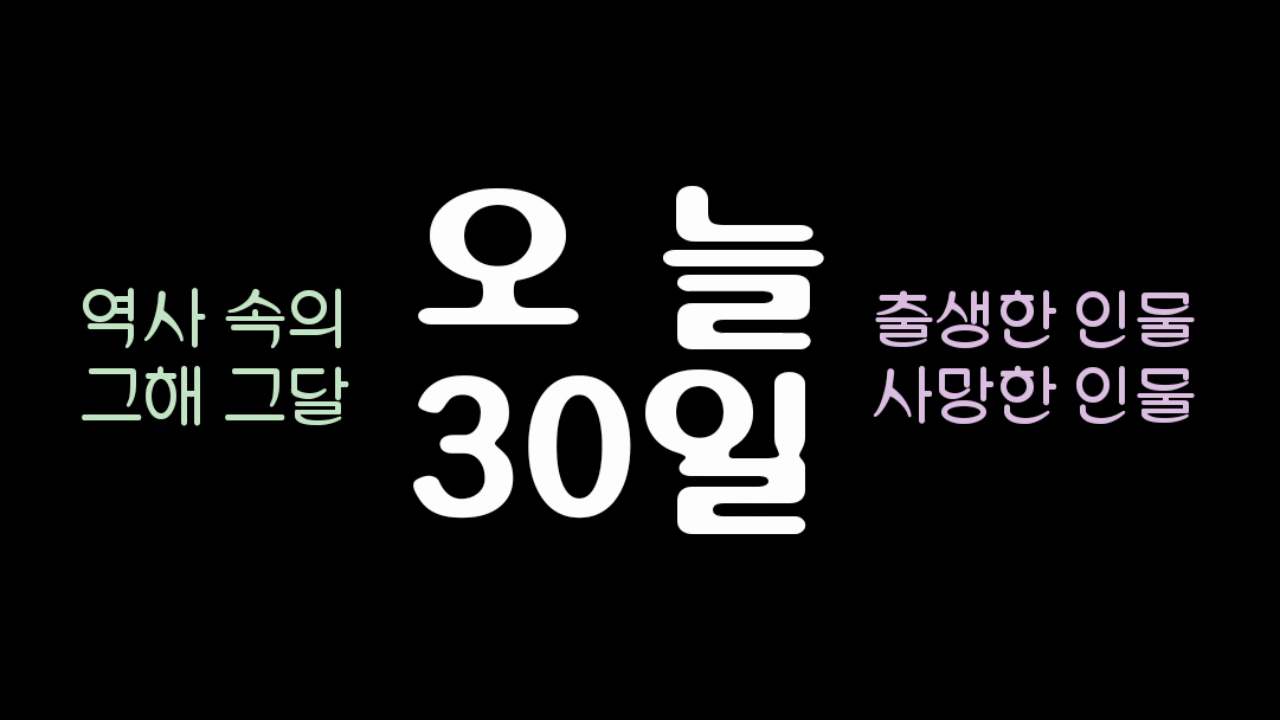 역사 속의
그해 그달
오 늘
30일
출생한 인물
사망한 인물